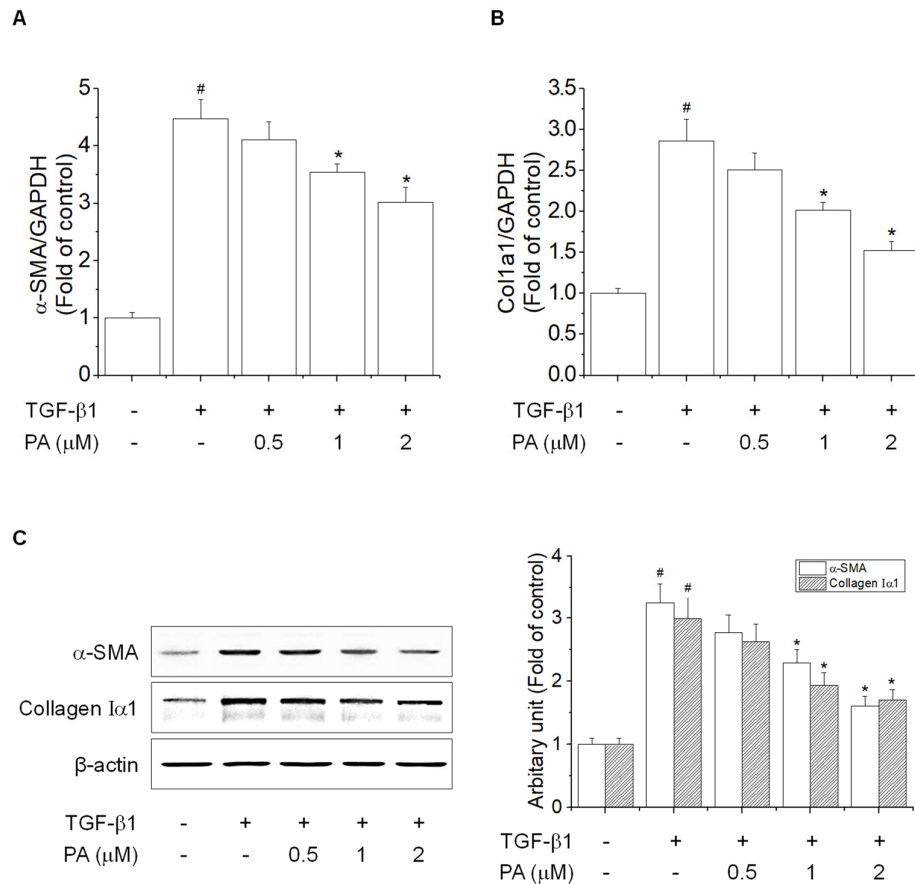 A
α-SMA/GAPDH
(Fold of control)
5
4
3
2
1
0
#
*
*
TGF-β1 - + + + +
PA (μM) - - 0.5 1 2
B
Col1a1/GAPDH
(Fold of control)
3.5
3.0
2.5
2.0
1.5
1.0
0.5
0.0
#
*
*
TGF-β1 - + + + +
PA (μM) - - 0.5 1 2
C
α-SMA
Collagen Iα1
β-actin
TGF-β1 - + + + +
PA (μM) - - 0.5 1 2
Arbitary unit (Fold of control)
4
3
2
1
0
α-SMA
Collagen Iα1
# #
* *
* *
TGF-β1 - + + + +
PA (μM) - - 0.5 1 2